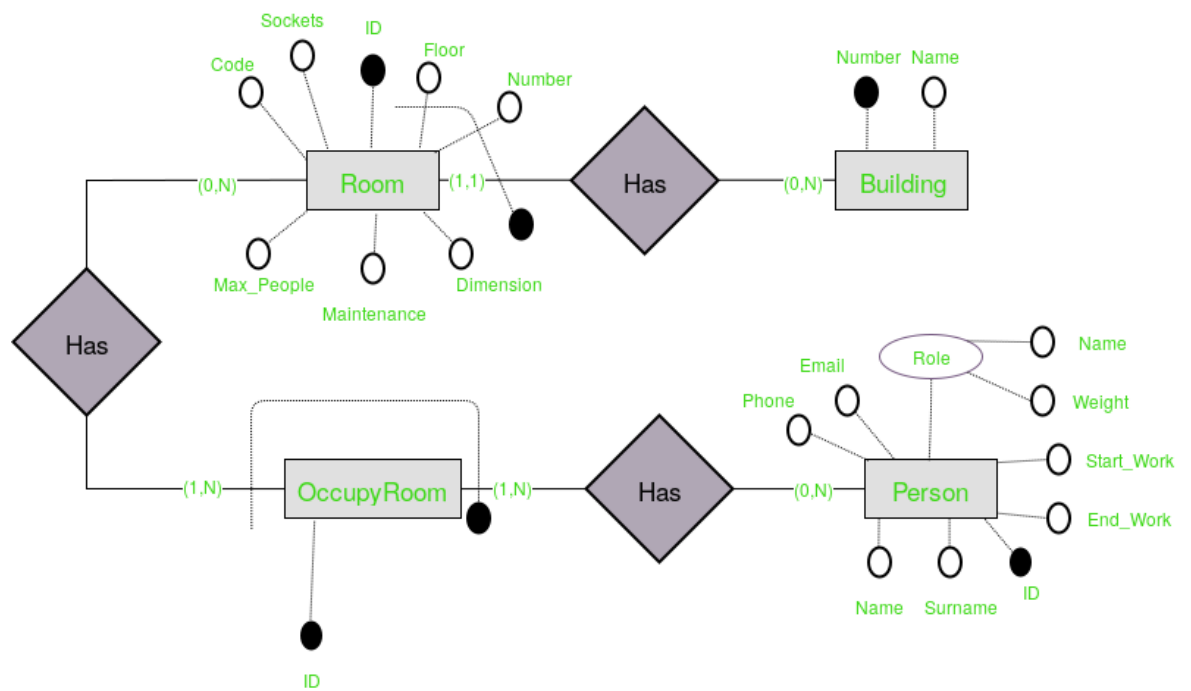 Sockets
ID
Floor
Code
Number
Number Name
(0,N)
Room
(1,1)
Has
(0,N)
Building
Max_People
Dimension
Maintenance
Has
Role
Name
Email
Phone
Weight
Start_Work
(1,N)
OccupyRoom
(1,N)
Has
(0,N)
Person
End_Work
ID
Name
Surname
ID